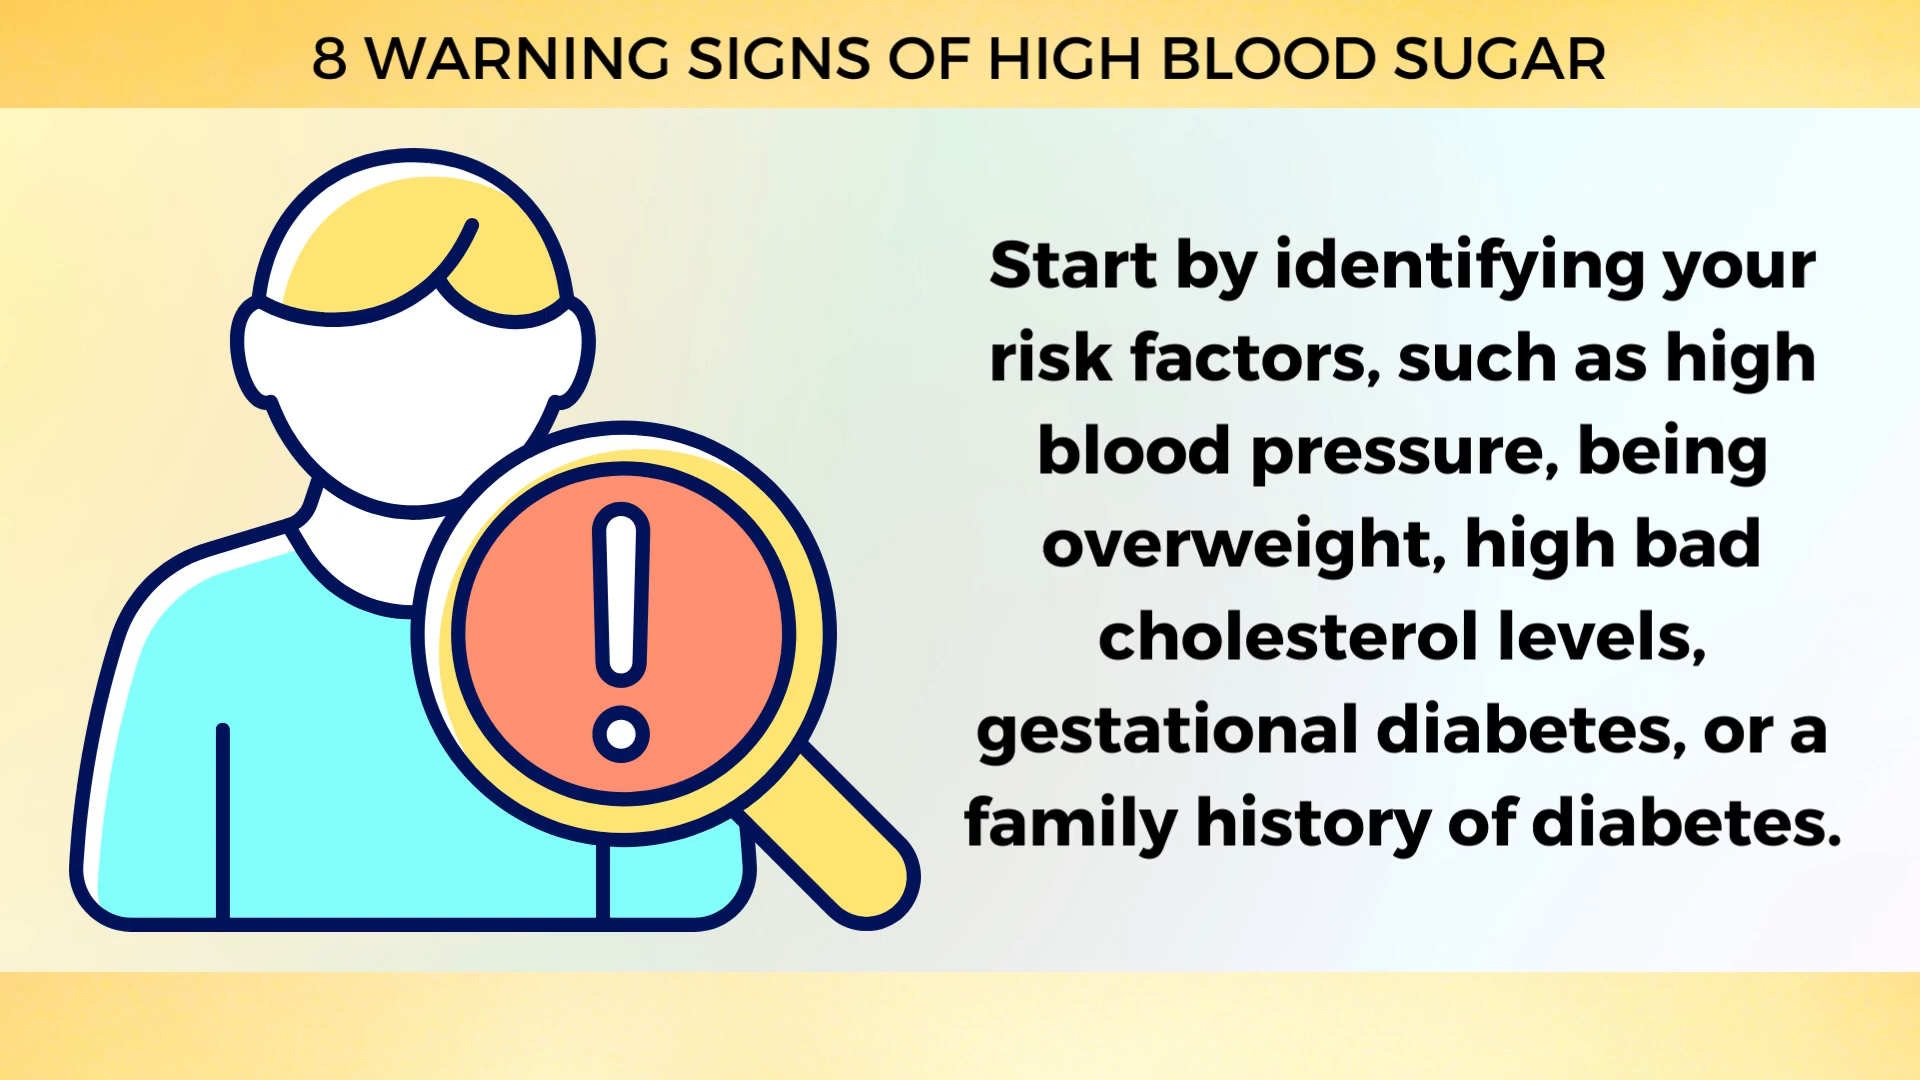 8 WARNING SIGNS OF HIGH BLOOD SUGAR
Start by identifying your
risk factors, such as high
blood pressure, being
overweight, high bad
cholesterol levels,
gestational diabetes, or a
family history of diabetes.